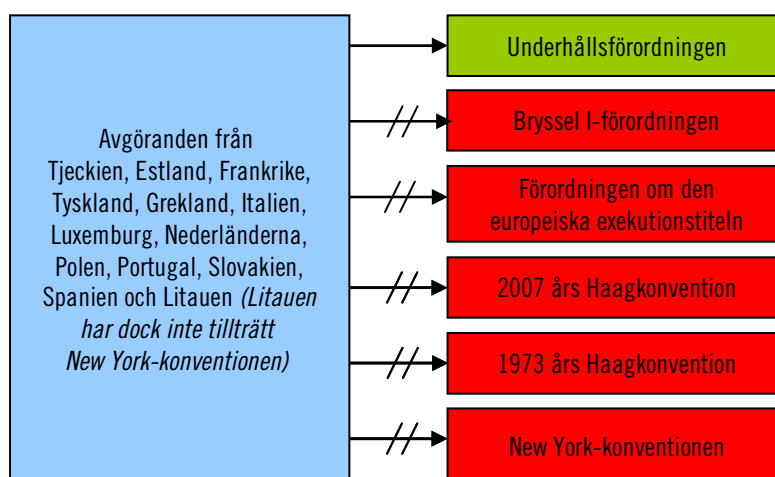 Avgöranden från
Tjeckien, Estland, Frankrike,
Tyskland, Grekland, Italien,
Luxemburg, Nederländerna,
Polen, Portugal, Slovakien,
Spanien och Litauen (Litauen
har dock inte tillträtt
New York-konventionen)
Underhållsförordningen
Bryssel I-förordningen
Förordningen om den
europeiska exekutionstiteln
2007 års Haagkonvention
1973 års Haagkonvention
New York-konventionen